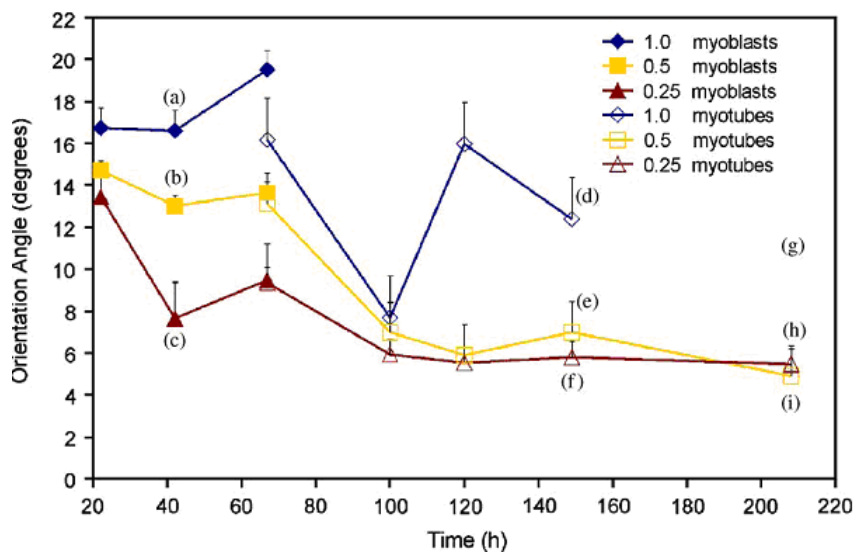 22
20
18
16
14
12
10
8
6
4
2
0
Orientation Angle (degrees)
20 40 60 80 100 120 140 160 180 200 220
Time (h)
1.0 myoblasts
0.5 myoblasts
0.25 myoblasts
1.0 myotubes
0.5 myotubes
0.25 myotubes
(a)
(b)
(c)
(d)
(e)
(f)
(g)
(h)
(i)